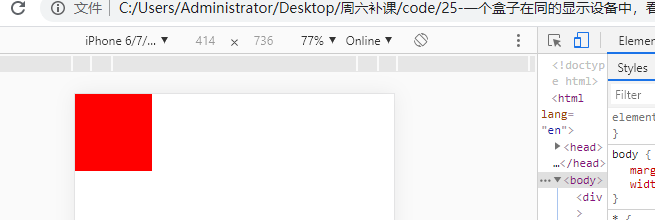 文件 C:/Users/Administrator/Desktop/周六补课/code/25-一个盒子在同的显示设备中，看
iPhone 6/7/... ▼ 414 × 736 77% ▼ Online ▼
Elemen
Styles
Filter
<!doctyp
e html>
<html
lang=
"en">
▶<head>
…</head>
…▼<body>
<div
>
element
}
body {
marg
widt
}
* {